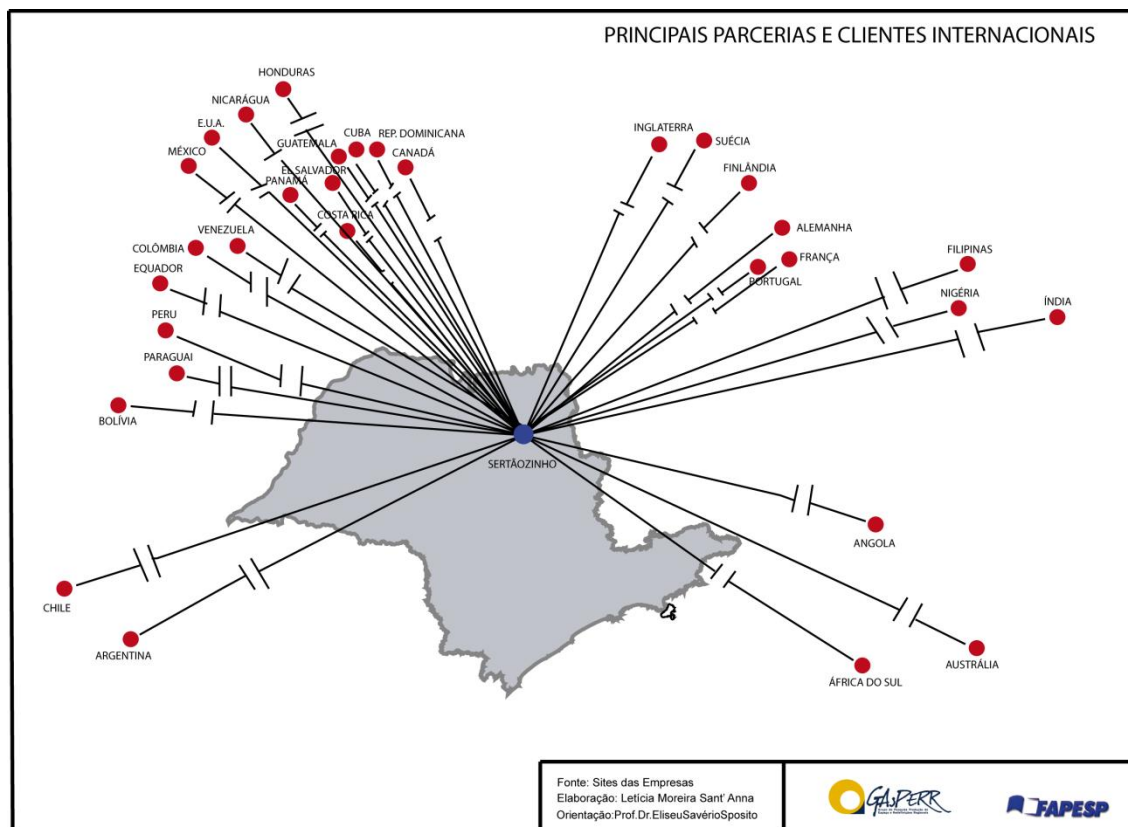 PRINCIPAIS PARCERIAS E CLIENTES INTERNACIONAIS
HONDURAS
NICARÁGUA
E.U.A.
MÉXICO
GUATEMALA
CUBA
REP. DOMINICANA
CANADÁ
EL SALVADOR
PANAMÁ
COSTA RICA
VENEZUELA
COLÔMBIA
EQUADOR
PERU
PARAGUAI
BOLÍVIA
INGLATERRA
SUÉCIA
FINLÂNDIA
ALEMANHA
FRANÇA
PORTUGAL
FILIPINAS
NIGÉRIA
ÍNDIA
SERTÃOZINHO
ANGOLA
CHILE
ARGENTINA
ÁFRICA DO SUL
AUSTRÁLIA
Fonte: Sites das Empresas
Elaboração: Letícia Moreira Sant' Anna
Orientação:Prof.Dr.EliseuSavérioSposito
GAsPERR
FAPESP